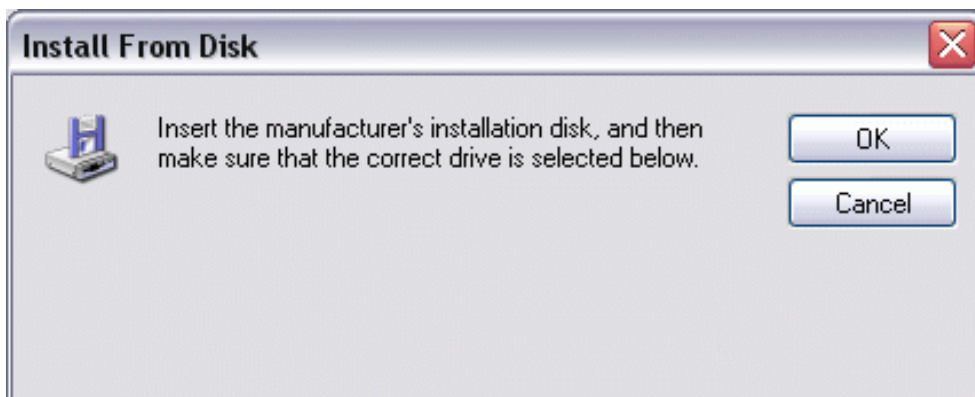 Install From Disk
Insert the manufacturer's installation disk, and then
make sure that the correct drive is selected below.
OK
Cancel